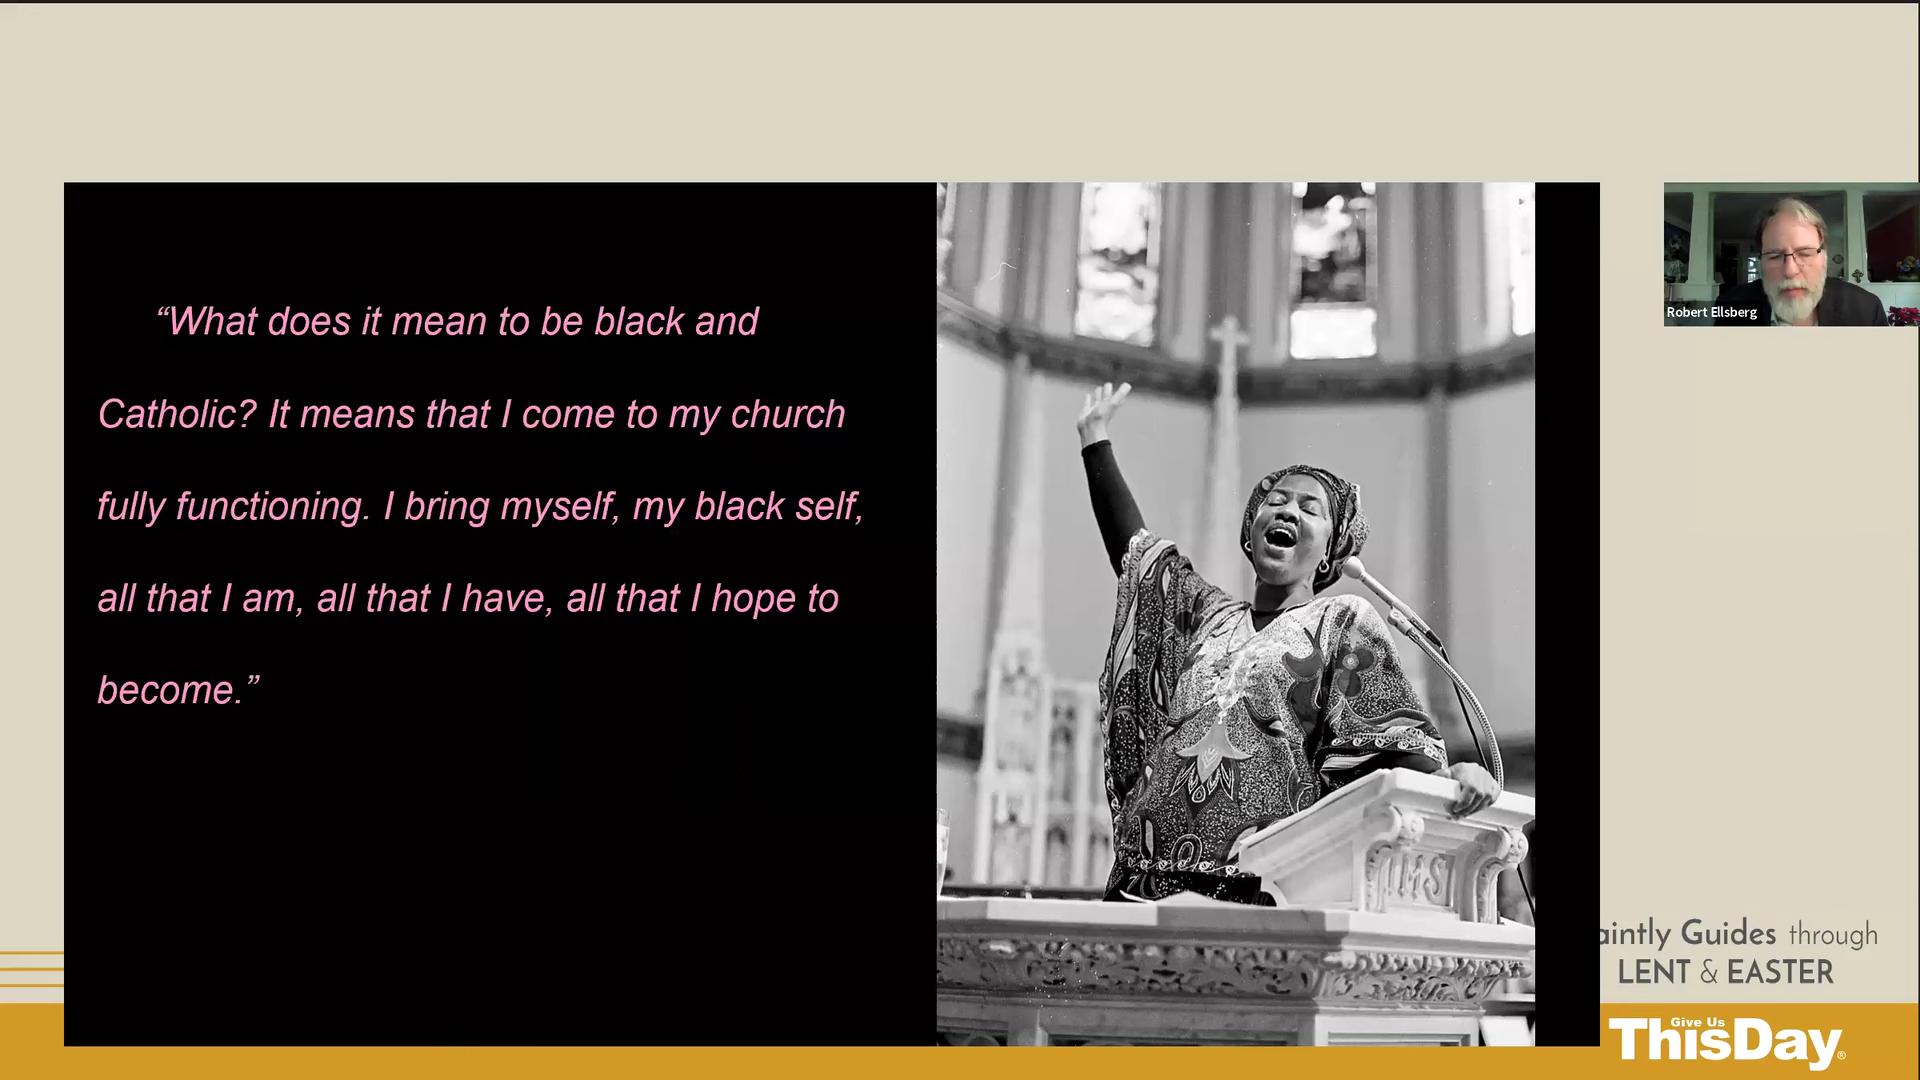 “What does it mean to be black and
Catholic? It means that I come to my church
fully functioning. I bring myself, my black self,
all that I am, all that I have, all that I hope to
become.”
Robert Ellsberg
IHS
aintly Guides through
LENT & EASTER
Give Us
ThisDay®